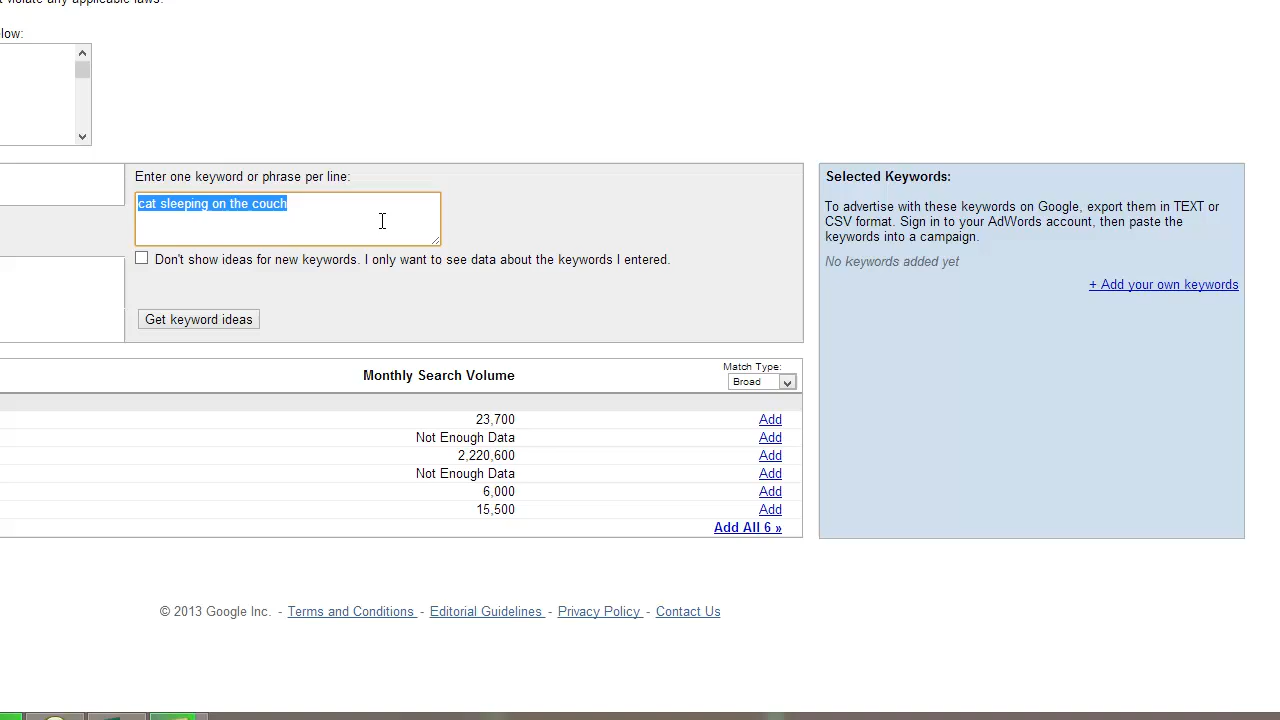 t violate any applicable laws.
low:
Enter one keyword or phrase per line:
cat sleeping on the couch
Don't show ideas for new keywords. I only want to see data about the keywords I entered.
Get keyword ideas
Selected Keywords:
To advertise with these keywords on Google, export them in TEXT or
CSV format. Sign in to your AdWords account, then paste the
keywords into a campaign.
No keywords added yet
+ Add your own keywords
Monthly Search Volume
Match Type:
Broad
23,700 Add
Not Enough Data Add
2,220,600 Add
Not Enough Data Add
6,000 Add
15,500 Add
Add All 6 »
© 2013 Google Inc. - Terms and Conditions - Editorial Guidelines - Privacy Policy - Contact Us